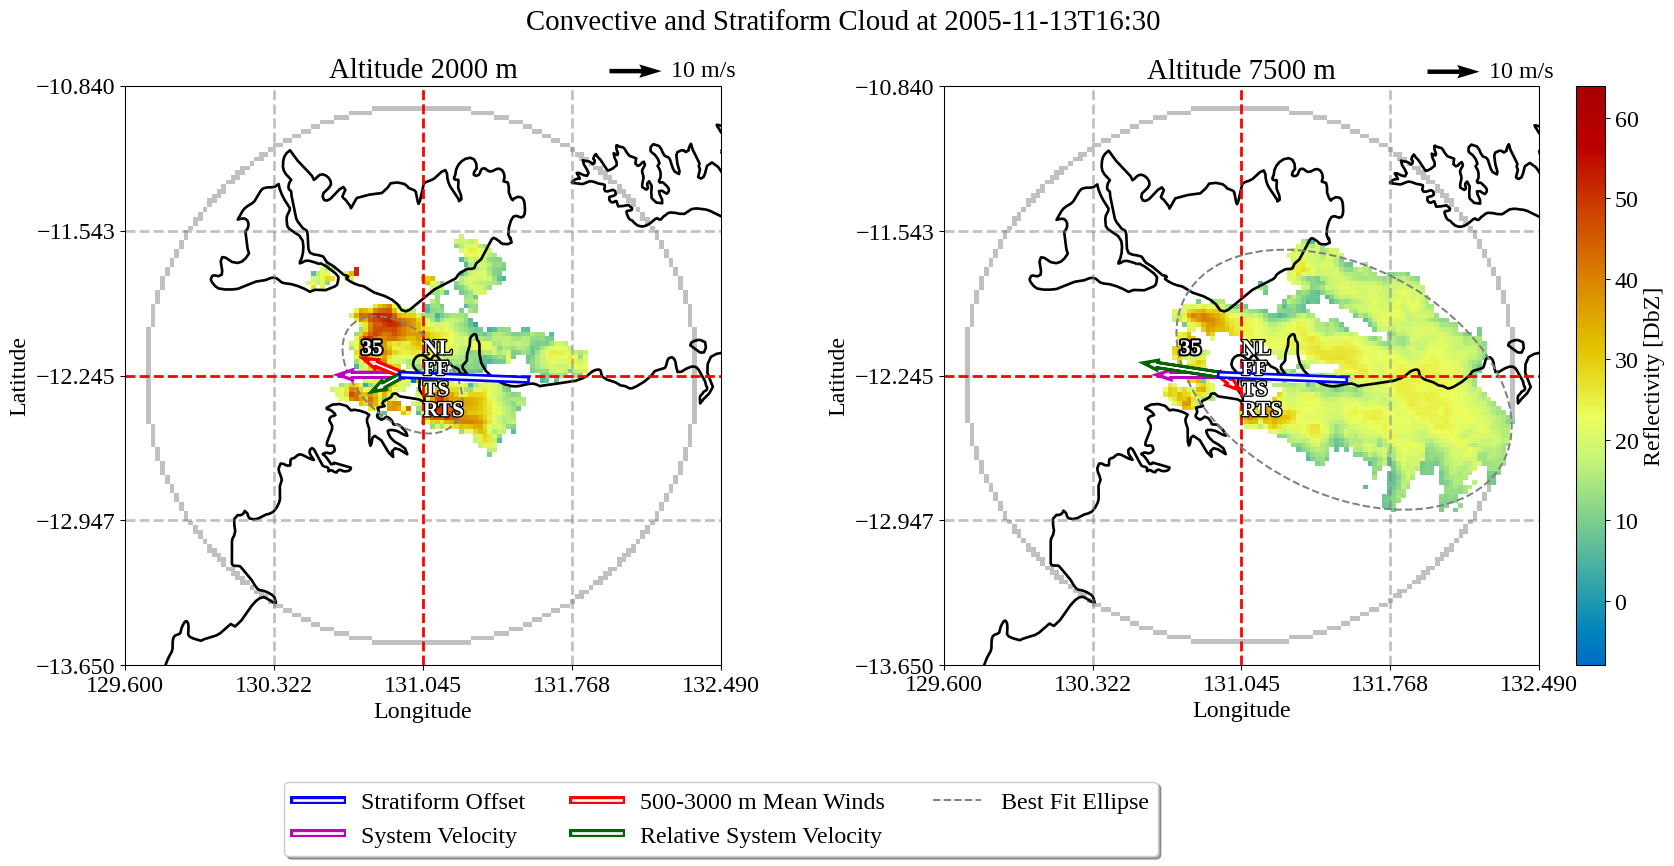 Convective and Stratiform Cloud at 2005-11-13T16:30
Altitude 2000 m
10 m/s
−10.840
−11.543
−12.245
−12.947
−13.650
Latitude
129.600
130.322
131.045
131.768
132.490
Longitude
35
NL
FF
TS
RTS
Altitude 7500 m
10 m/s
−10.840
−11.543
−12.245
−12.947
−13.650
Latitude
129.600
130.322
131.045
131.768
132.490
Longitude
35
NL
FF
TS
RTS
60
50
40
30
20
10
0
Reflectivity [DbZ]
Stratiform Offset
System Velocity
500-3000 m Mean Winds
Relative System Velocity
Best Fit Ellipse